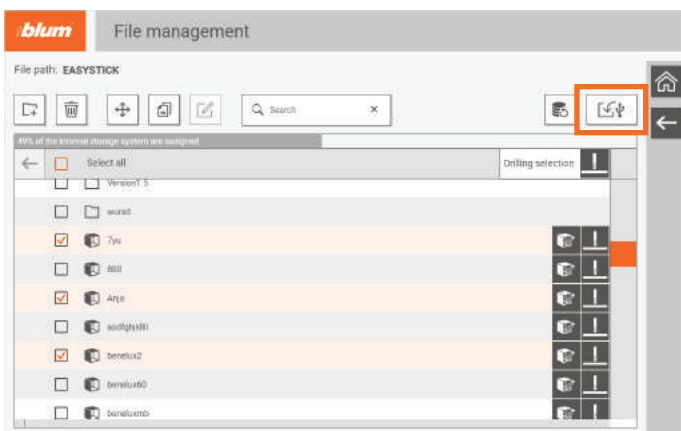 blum
File management
File path: EASYSTICK
Search
49% of the internal storage system are assigned
Select all
Drilling selection
Version1.5
wurad
7yu
888
Anja
benelux2
benelux60
beneluxmb